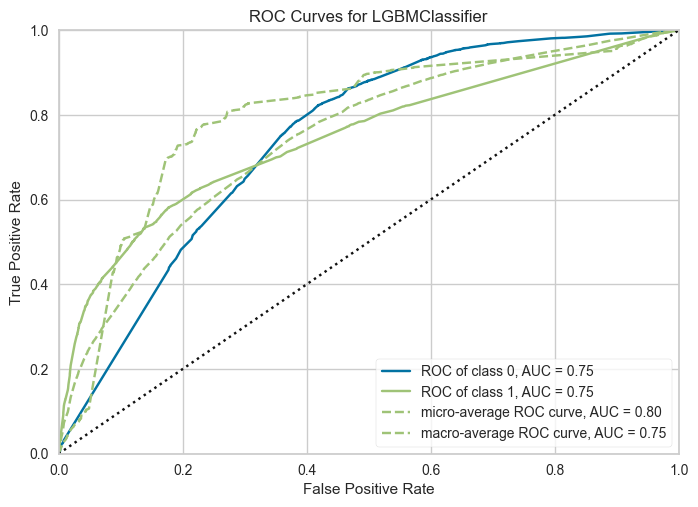 ROC Curves for LGBMClassifier
1.0
0.8
0.6
0.4
0.2
0.0
True Positive Rate
ROC of class 0, AUC = 0.75
ROC of class 1, AUC = 0.75
micro-average ROC curve, AUC = 0.80
macro-average ROC curve, AUC = 0.75
0.0 0.2 0.4 0.6 0.8 1.0
False Positive Rate